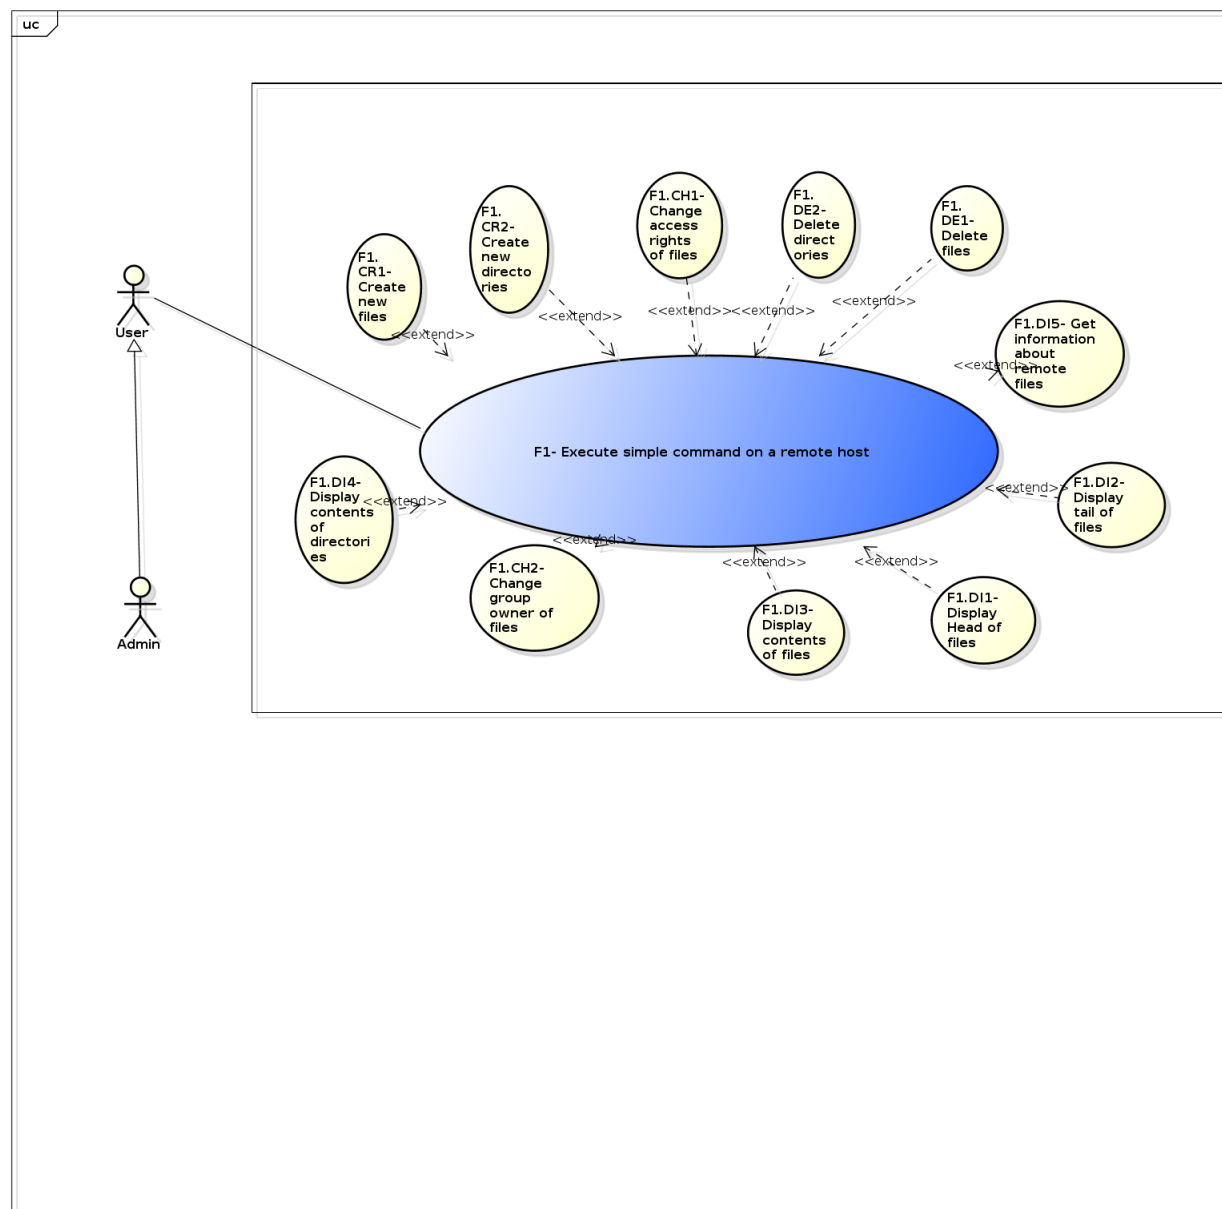 uc
F1.
CR1-
Create
new
files
F1.
CR2-
Create
new
directo
ries
F1.CH1-
Change
access
rights
of files
F1.
DE2-
Delete
direct
ories
F1.
DE1-
Delete
files
<<extend>>
<<extend>>
<<extend>>
<<extend>>
<<extend>>
User
F1.DI5- Get
information
about
remote
files
<<extend>>
F1- Execute simple command on a remote host
F1.DI4-
Display
contents
of
directori
es
<<extend>>
<<extend>>
F1.DI2-
Display
tail of
files
<<extend>>
F1.CH2-
Change
group
owner of
files
<<extend>>
F1.DI3-
Display
contents
of files
<<extend>>
F1.DI1-
Display
Head of
files
Admin